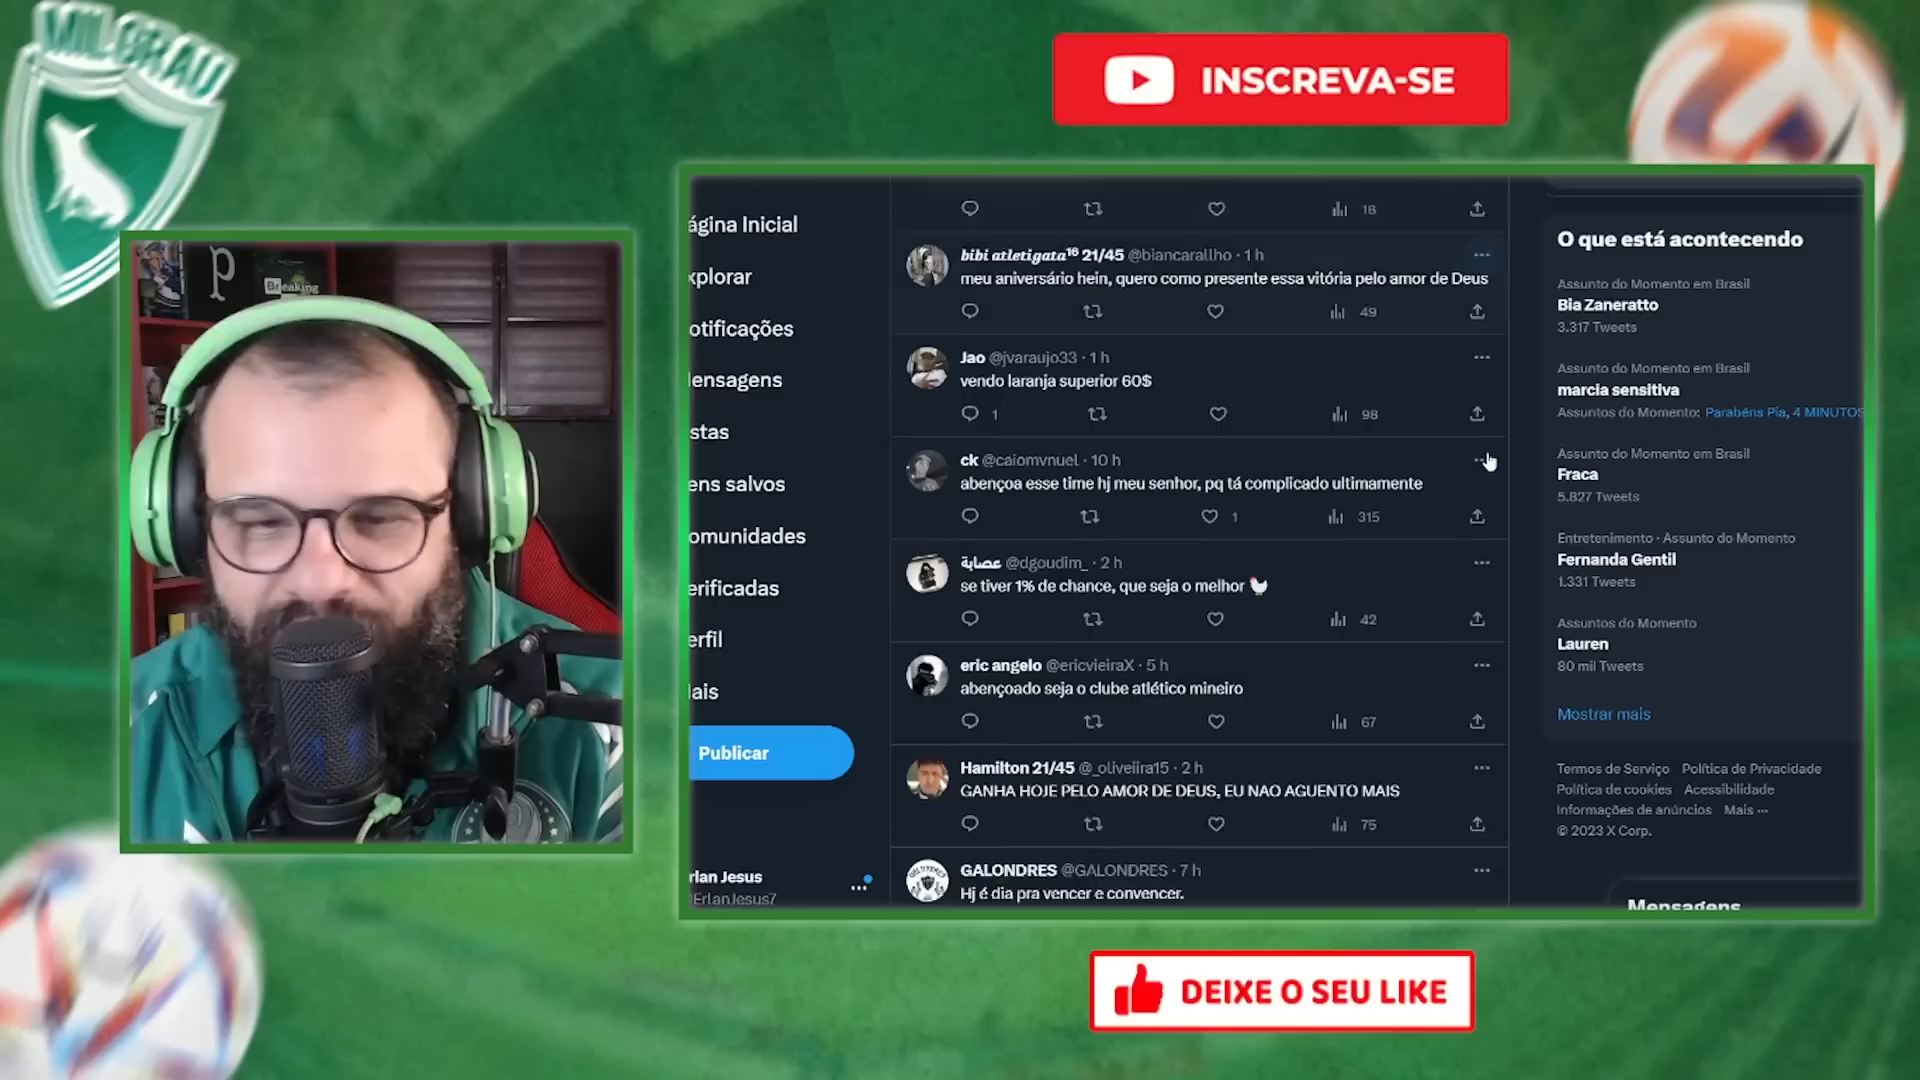 MILGRAU
INSCREVA-SE
Breaking
ágina Inicial
xplorar
otificações
ensagens
stas
ens salvos
omunidades
erificadas
erfil
ais
Publicar
rlan Jesus
ErlanJesus7
16
bibi atletigata¹⁶ 21/45 @biancarallho · 1 h
meu aniversário hein, quero como presente essa vitória pelo amor de Deus
49
Jao @jvaraujo33 · 1 h
vendo laranja superior 60$
1 98
ck @caiomvnuel · 10 h
abençoa esse time hj meu senhor, pq tá complicado ultimamente
1 315
عصابة @dgoudim_ · 2 h
se tiver 1% de chance, que seja o melhor 🐓
42
eric angelo @ericvieiraX · 5 h
abençoado seja o clube atlético mineiro
67
Hamilton 21/45 @_oliveiira15 · 2 h
GANHA HOJE PELO AMOR DE DEUS, EU NAO AGUENTO MAIS
75
GALONDRES @GALONDRES · 7 h
Hj é dia pra vencer e convencer.
O que está acontecendo
Assunto do Momento em Brasil
Bia Zaneratto
3.317 Tweets
Assunto do Momento em Brasil
marcia sensitiva
Assuntos do Momento: Parabéns Pia, 4 MINUTOS
Assunto do Momento em Brasil
Fraca
5.827 Tweets
Entretenimento · Assunto do Momento
Fernanda Gentil
1.331 Tweets
Assuntos do Momento
Lauren
80 mil Tweets
Mostrar mais
Termos de Serviço Política de Privacidade
Política de cookies Acessibilidade
Informações de anúncios Mais ···
© 2023 X Corp.
Mensagens
DEIXE O SEU LIKE